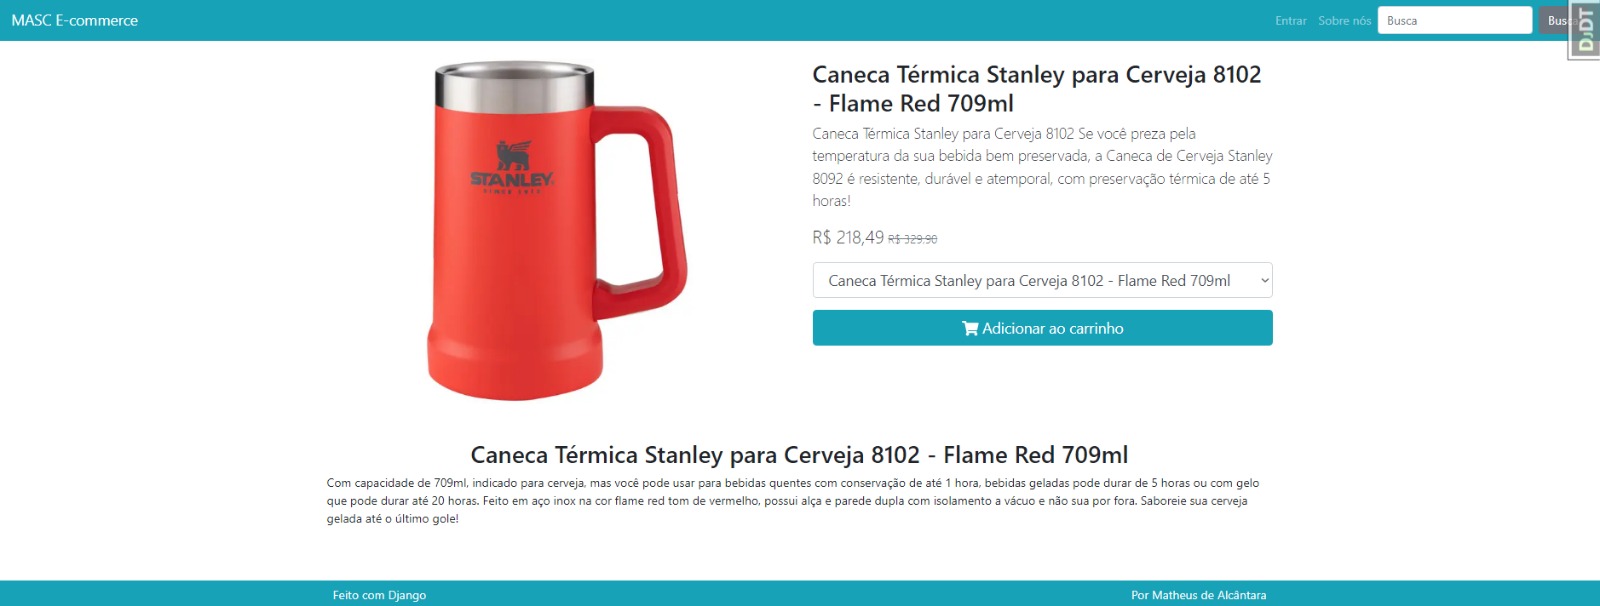 MASC E-commerce
Entrar Sobre nós Busca
DjDT
STANLEY
SINCE 1913
Caneca Térmica Stanley para Cerveja 8102
- Flame Red 709ml
Caneca Térmica Stanley para Cerveja 8102 Se você preza pela
temperatura da sua bebida bem preservada, a Caneca de Cerveja Stanley
8092 é resistente, durável e atemporal, com preservação térmica de até 5
horas!
R$ 218,49 R$ 329.90
Caneca Térmica Stanley para Cerveja 8102 - Flame Red 709ml
Adicionar ao carrinho
Caneca Térmica Stanley para Cerveja 8102 - Flame Red 709ml
Com capacidade de 709ml, indicado para cerveja, mas você pode usar para bebidas quentes com conservação de até 1 hora, bebidas geladas pode durar de 5 horas ou com gelo
que pode durar até 20 horas. Feito em aço inox na cor flame red tom de vermelho, possui alça e parede dupla com isolamento a vácuo e não sua por fora. Saboreie sua cerveja
gelada até o último gole!
Feito com Django
Por Matheus de Alcântara